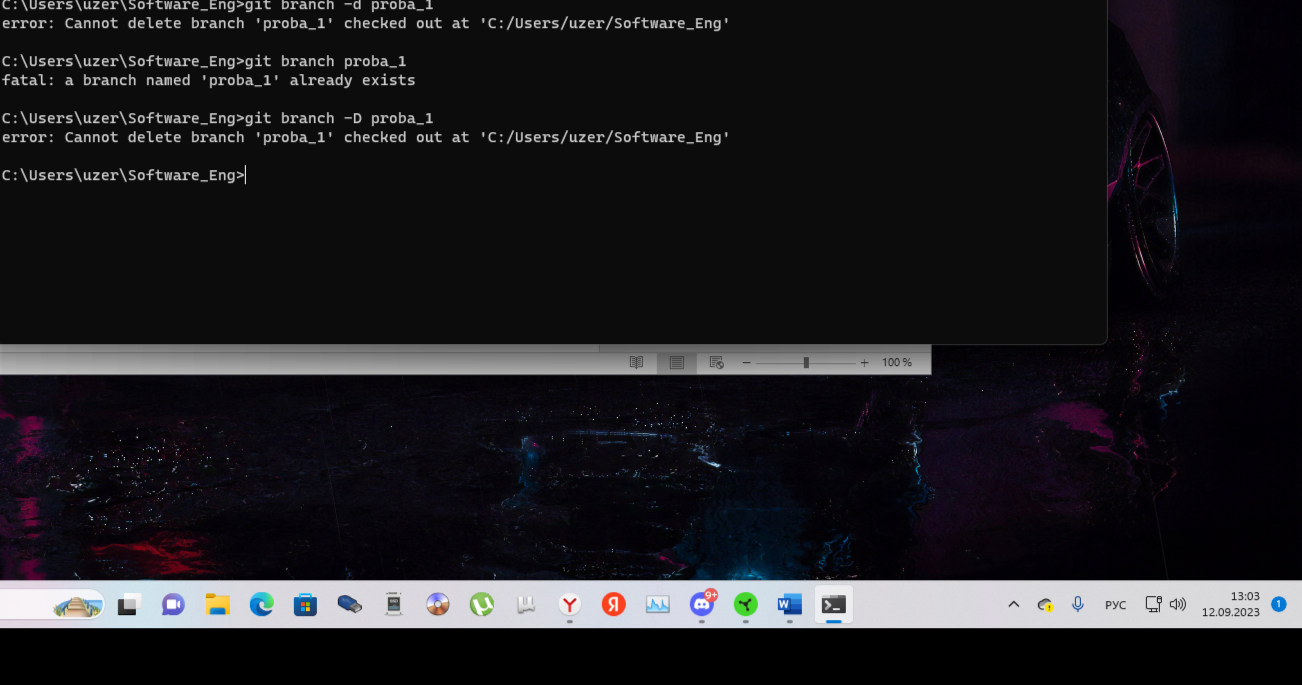 C:\Users\uzer\Software_Eng>git branch -d proba_1
error: Cannot delete branch 'proba_1' checked out at 'C:/Users/uzer/Software_Eng'
C:\Users\uzer\Software_Eng>git branch proba_1
fatal: a branch named 'proba_1' already exists
C:\Users\uzer\Software_Eng>git branch -D proba_1
error: Cannot delete branch 'proba_1' checked out at 'C:/Users/uzer/Software_Eng'
C:\Users\uzer\Software_Eng>
100 %
9+
РУС
13:03
12.09.2023
1